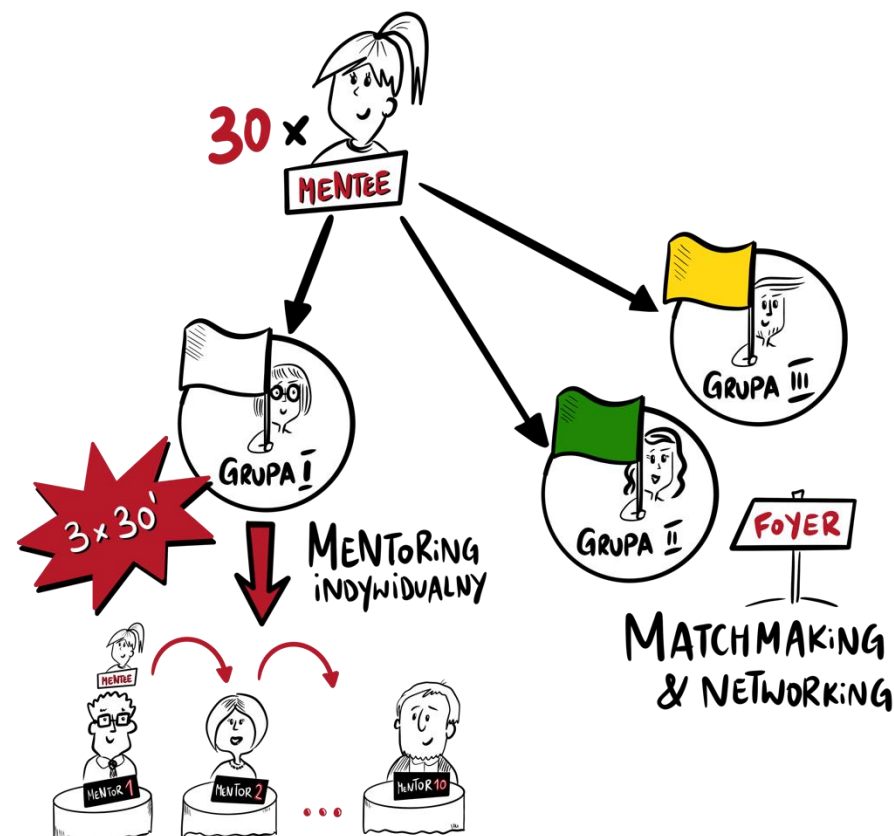 30 x
MENTEE
GRUPA III
GRUPA I
GRUPA II
3 x 30'
FOYER
MENTORiNG
iNDYWiDUALNY
MATCHMAKiNG
& NETWORKiNG
MENTEE
MENTOR 1
MENTOR 2
...
MENTOR 10